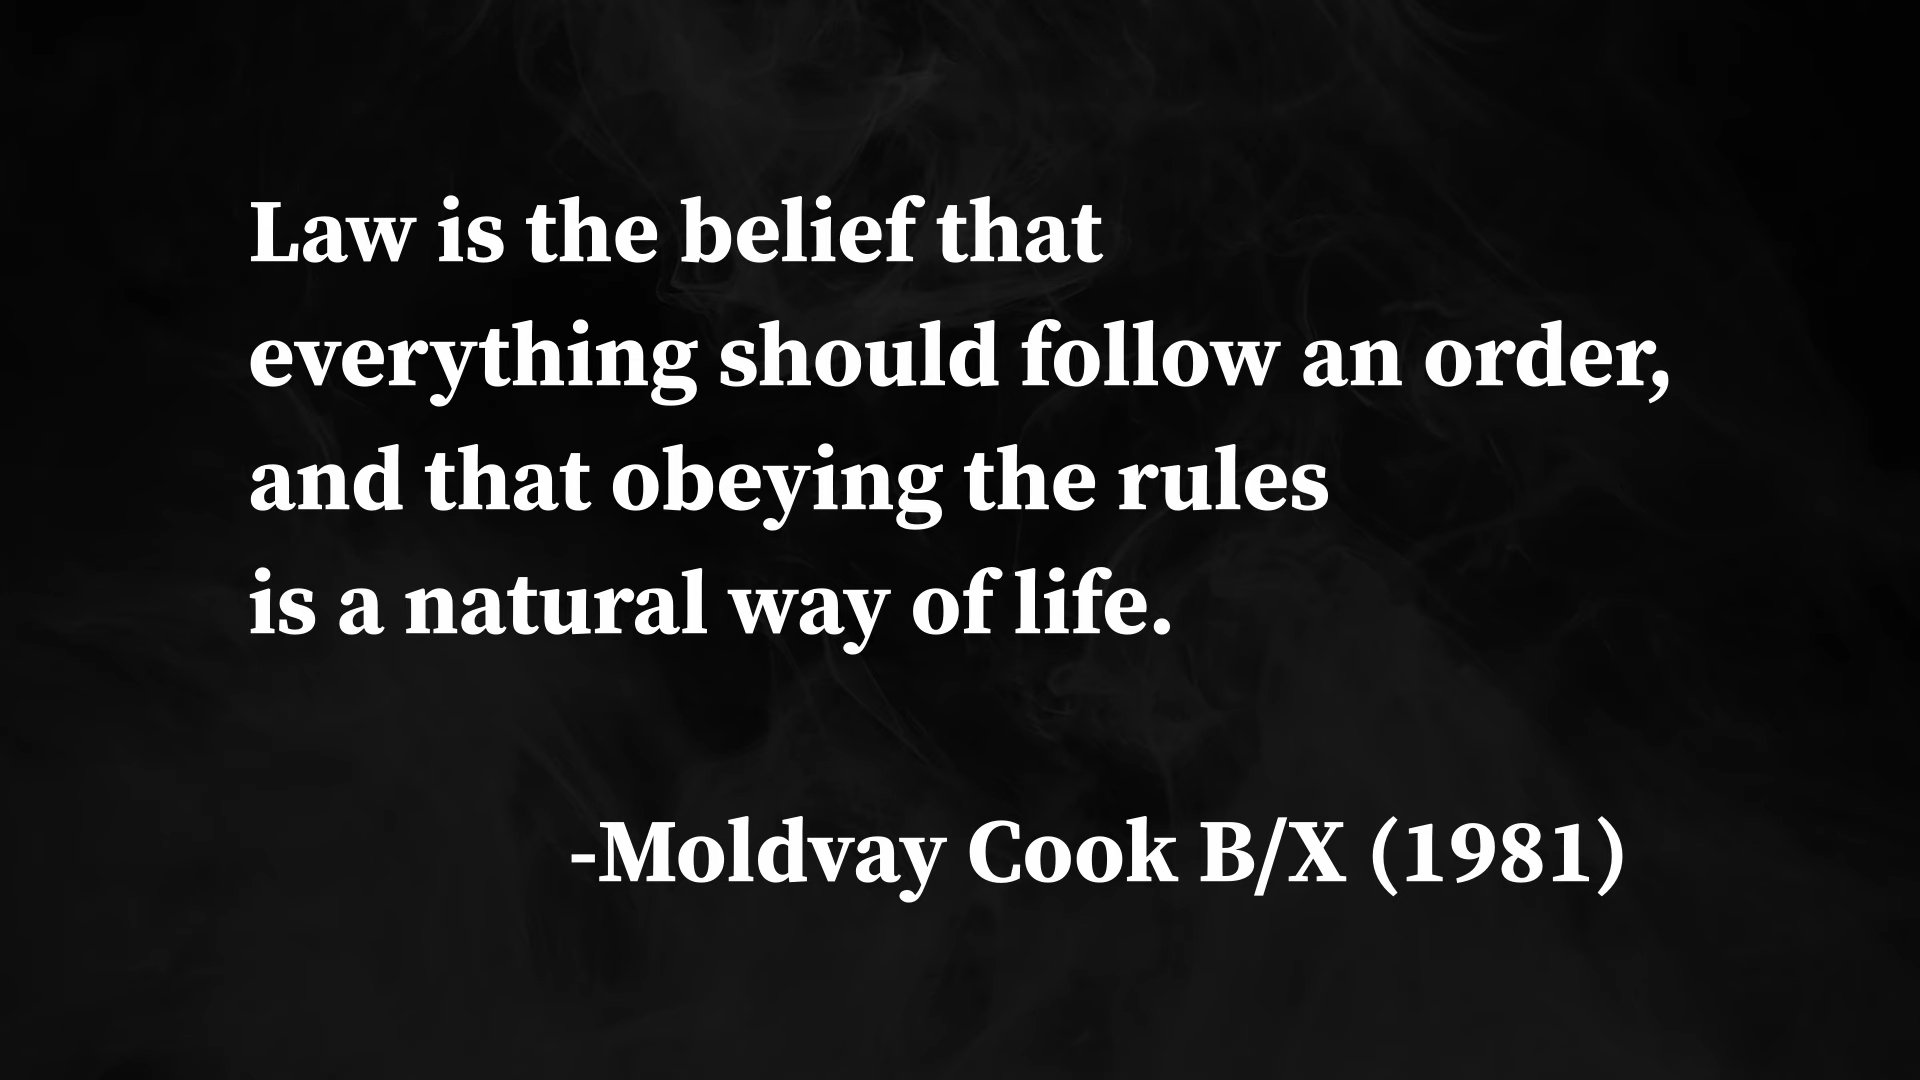 Law is the belief that
everything should follow an order,
and that obeying the rules
is a natural way of life.
-Moldvay Cook B/X (1981)